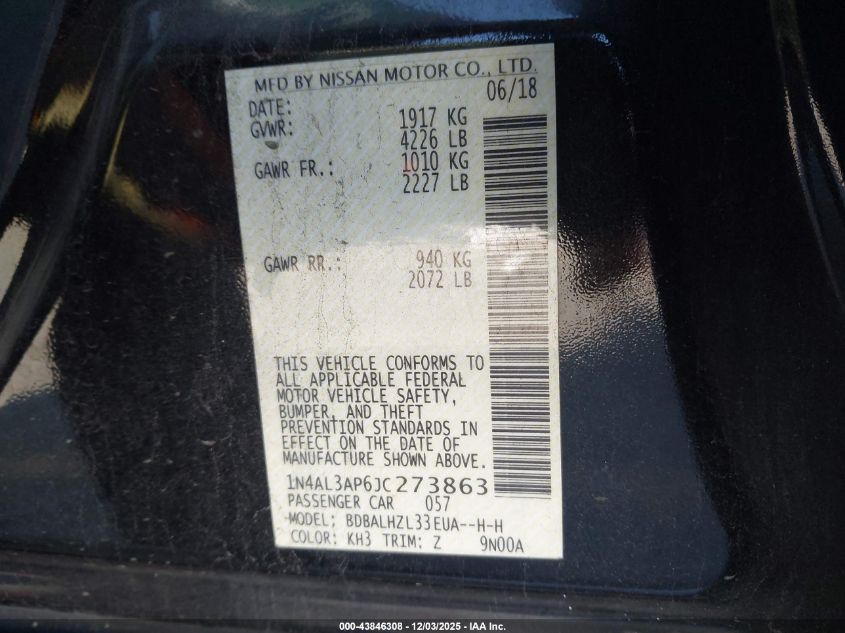 MFD BY NISSAN MOTOR CO., LTD.
DATE: 06/18
GVWR: 1917 KG
4226 LB
GAWR FR.: 1010 KG
2227 LB
GAWR RR.: 940 KG
2072 LB
THIS VEHICLE CONFORMS TO
ALL APPLICABLE FEDERAL
MOTOR VEHICLE SAFETY,
BUMPER, AND THEFT
PREVENTION STANDARDS IN
EFFECT ON THE DATE OF
MANUFACTURE SHOWN ABOVE.
1N4AL3AP6JC273863
PASSENGER CAR 057
MODEL: BDBALHZL33EUA--H-H
COLOR: KH3 TRIM: Z 9N00A
000-43846308 - 12/03/2025 - IAA Inc.